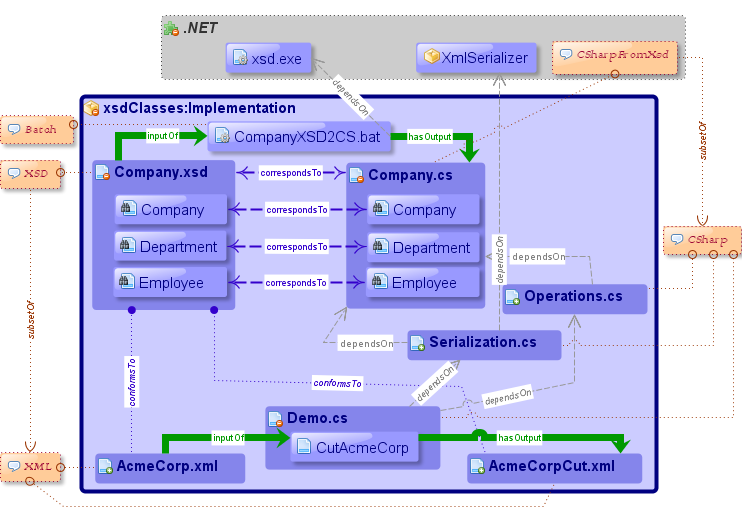 .NET
xsd.exe
XmlSerializer
CSharpFromXsd
dependsOn
xsdClasses:Implementation
Batch
inputOf
CompanyXSD2CS.bat
hasOutput
subsetOf
XSD
Company.xsd
correspondsTo
Company.cs
Company
correspondsTo
Company
Department
correspondsTo
Department
CSharp
dependsOn
dependsOn
Employee
correspondsTo
Employee
Operations.cs
subsetOf
dependsOn
Serialization.cs
conformsTo
conformsTo
dependsOn
dependsOn
Demo.cs
inputOf
CutAcmeCorp
hasOutput
XML
AcmeCorp.xml
AcmeCorpCut.xml